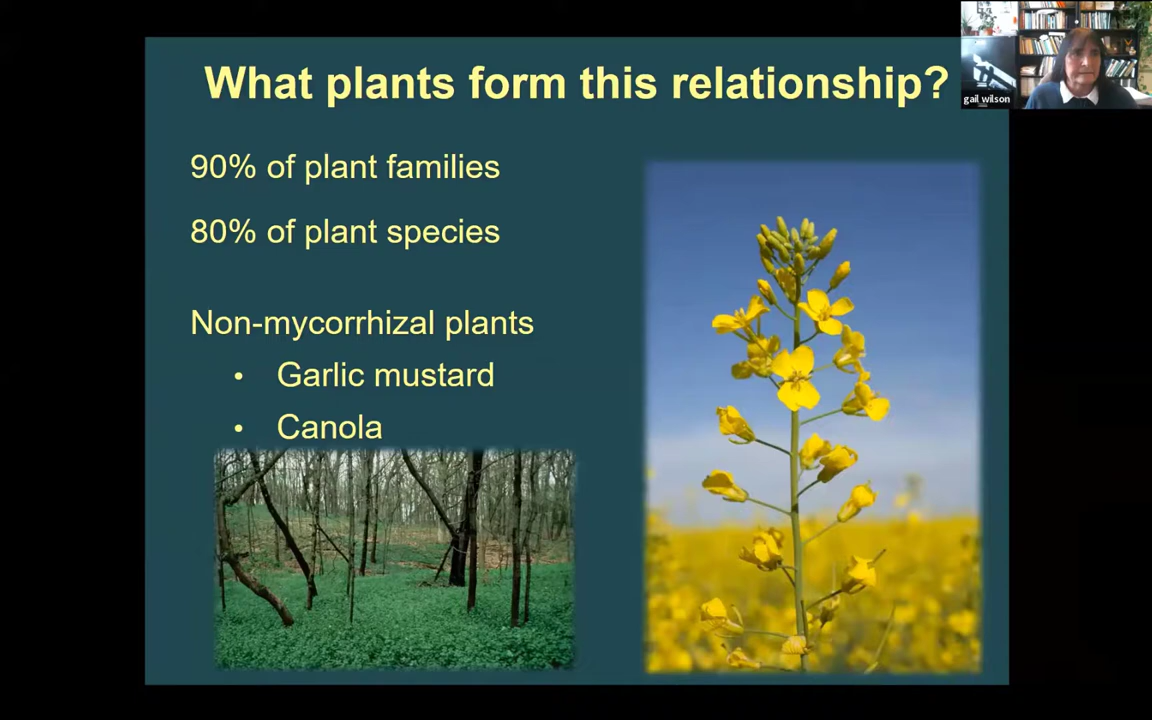 What plants form this relationship?
gail wilson
90% of plant families
80% of plant species
Non-mycorrhizal plants
• Garlic mustard
• Canola